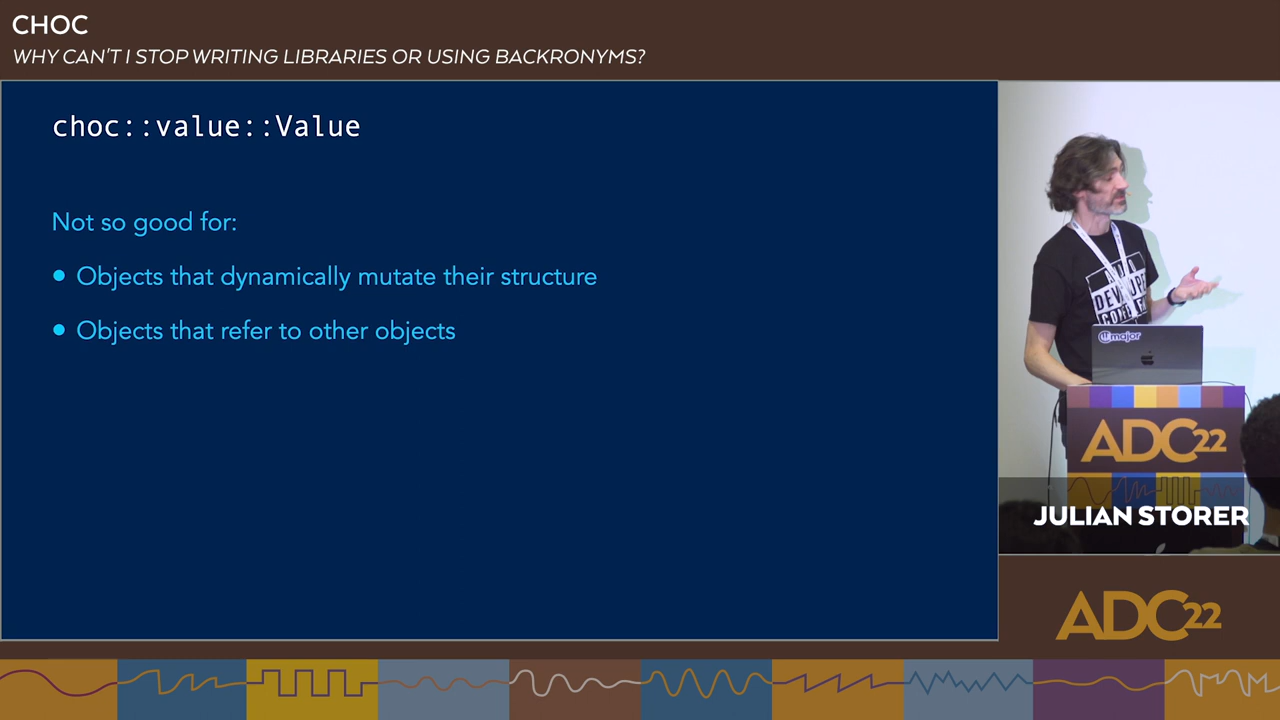 CHOC
WHY CAN'T I STOP WRITING LIBRARIES OR USING BACKRONYMS?
choc::value::Value
Not so good for:
• Objects that dynamically mutate their structure
• Objects that refer to other objects
major
ADC22
JULIAN STORER
ADC22